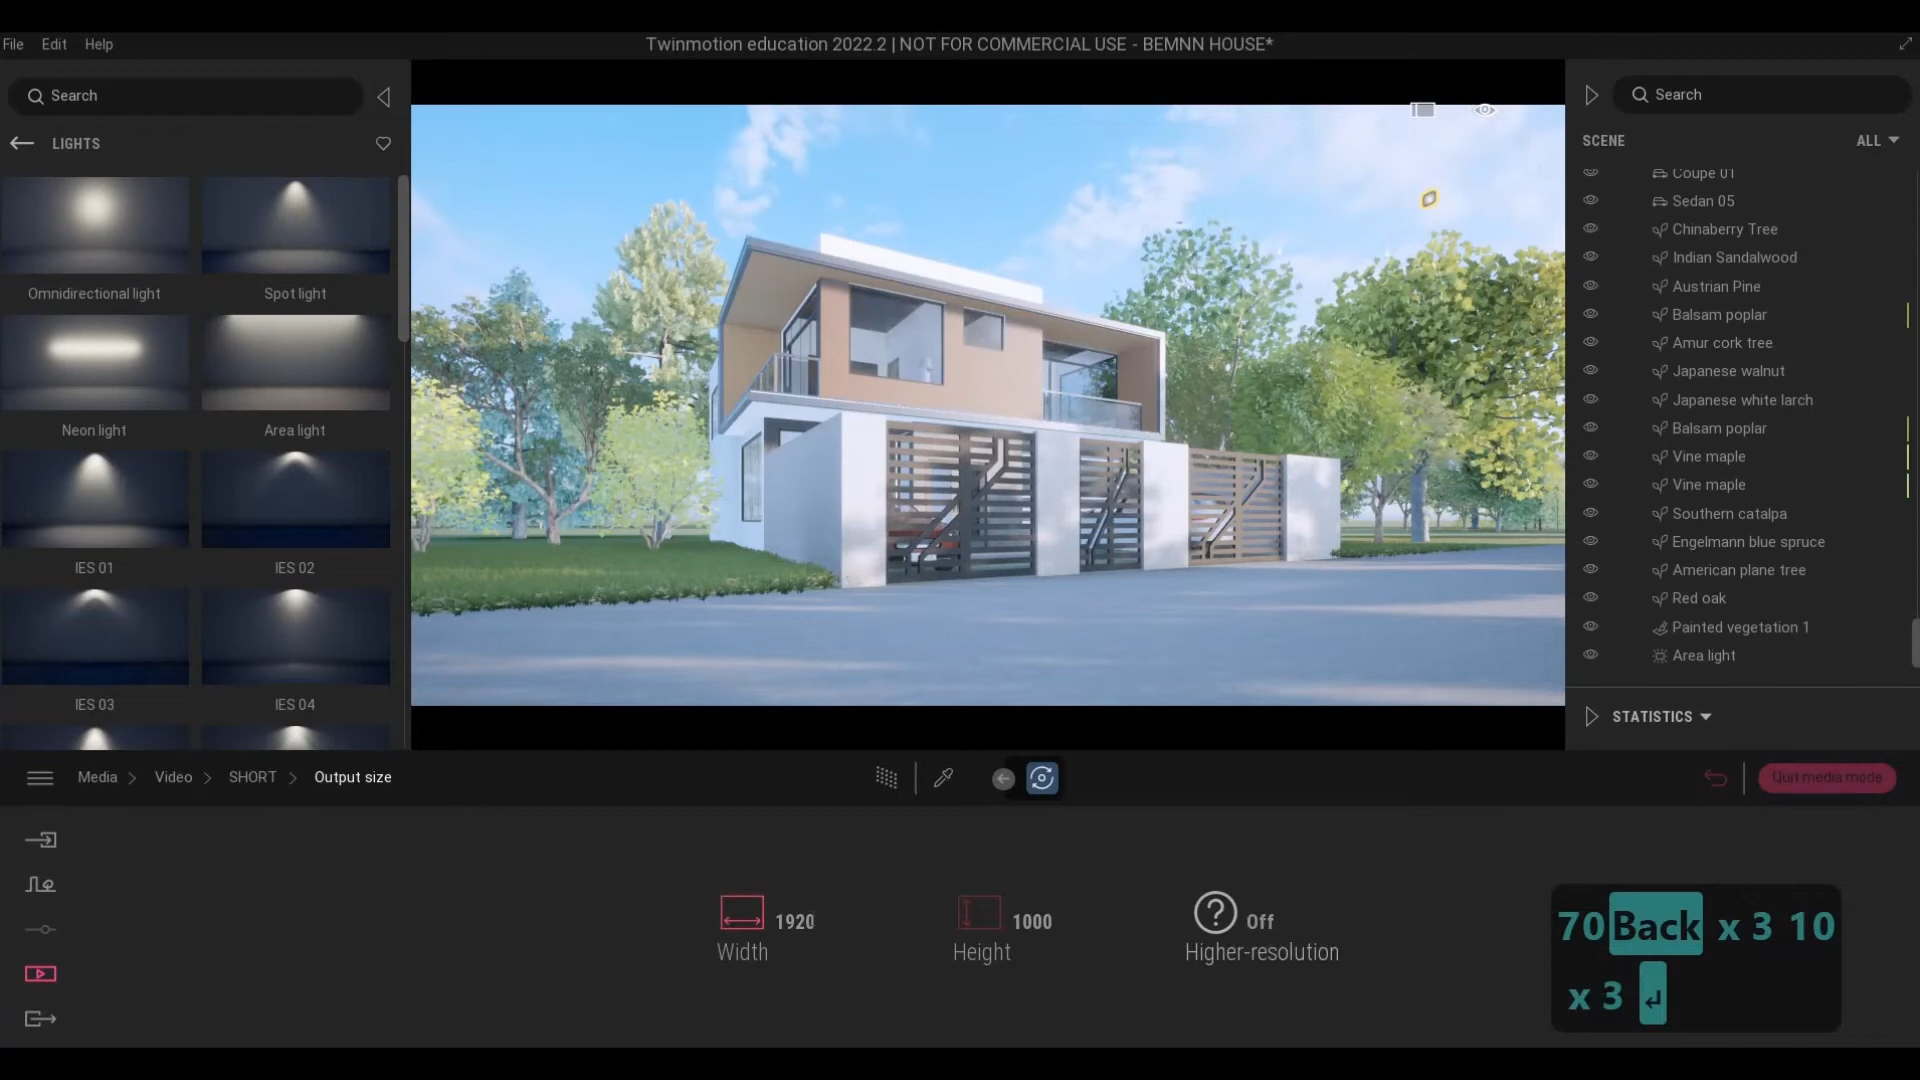 File Edit Help
Twinmotion education 2022.2 | NOT FOR COMMERCIAL USE - BEMNN HOUSE*
Search
LIGHTS
Omnidirectional light
Spot light
Neon light
Area light
IES 01
IES 02
IES 03
IES 04
Search
SCENE
ALL
Coupe 01
Sedan 05
Chinaberry Tree
Indian Sandalwood
Austrian Pine
Balsam poplar
Amur cork tree
Japanese walnut
Japanese white larch
Balsam poplar
Vine maple
Vine maple
Southern catalpa
Engelmann blue spruce
American plane tree
Red oak
Painted vegetation 1
Area light
STATISTICS
Media Video SHORT Output size
Quit media mode
1920
Width
1000
Height
Off
Higher-resolution
70 Back x 3 10
x 3 ↵